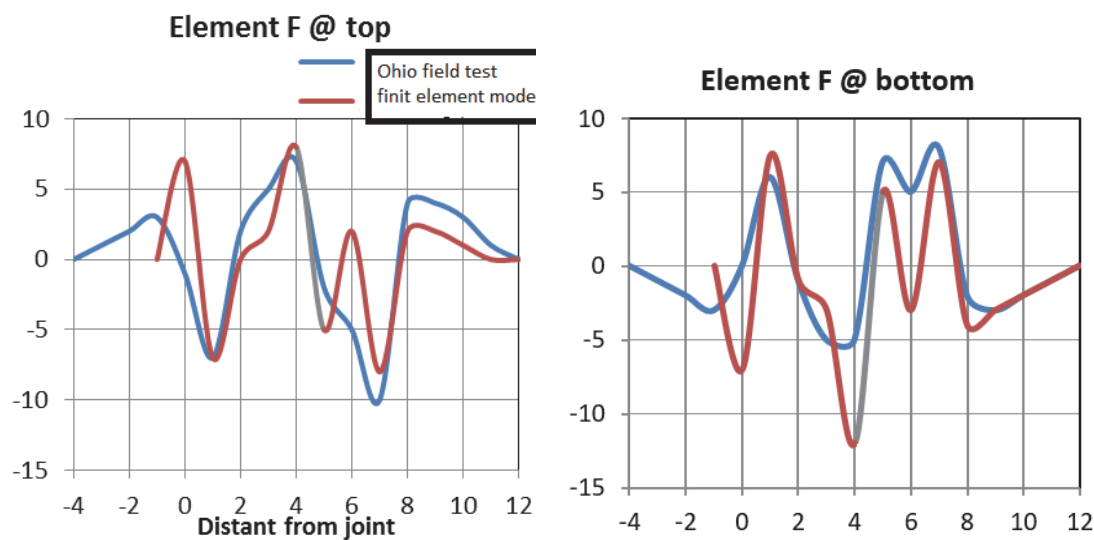 Element F @ top
Ohio field test
finit element mode
10
5
0
-5
-10
-15
-4 -2 0 2 4 6 8 10 12
Distant from joint
Element F @ bottom
10
5
0
-5
-10
-15
-4 -2 0 2 4 6 8 10 12